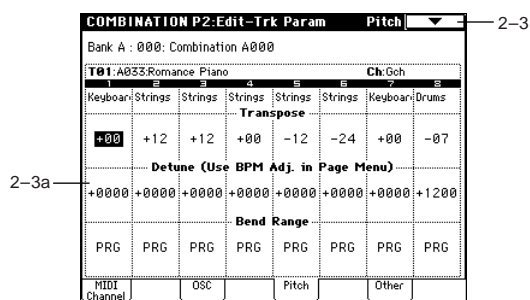 COMBINATION P2:Edit-Trk Param Pitch
2–3
Bank A : 000: Combination A000
T01:A033:Romance Piano Ch:Gch
1 2 3 4 5 6 7 8
Keyboar Strings Strings Strings Strings Strings Keyboar Drums
Transpose
+00 +12 +12 +00 -12 -24 +00 -07
Detune (Use BPM Adj. in Page Menu)
2–3a
+0000 +0000 +0000 +0000 +0000 +0000 +0000 +1200
Bend Range
PRG PRG PRG PRG PRG PRG PRG PRG
MIDI Channel OSC Pitch Other